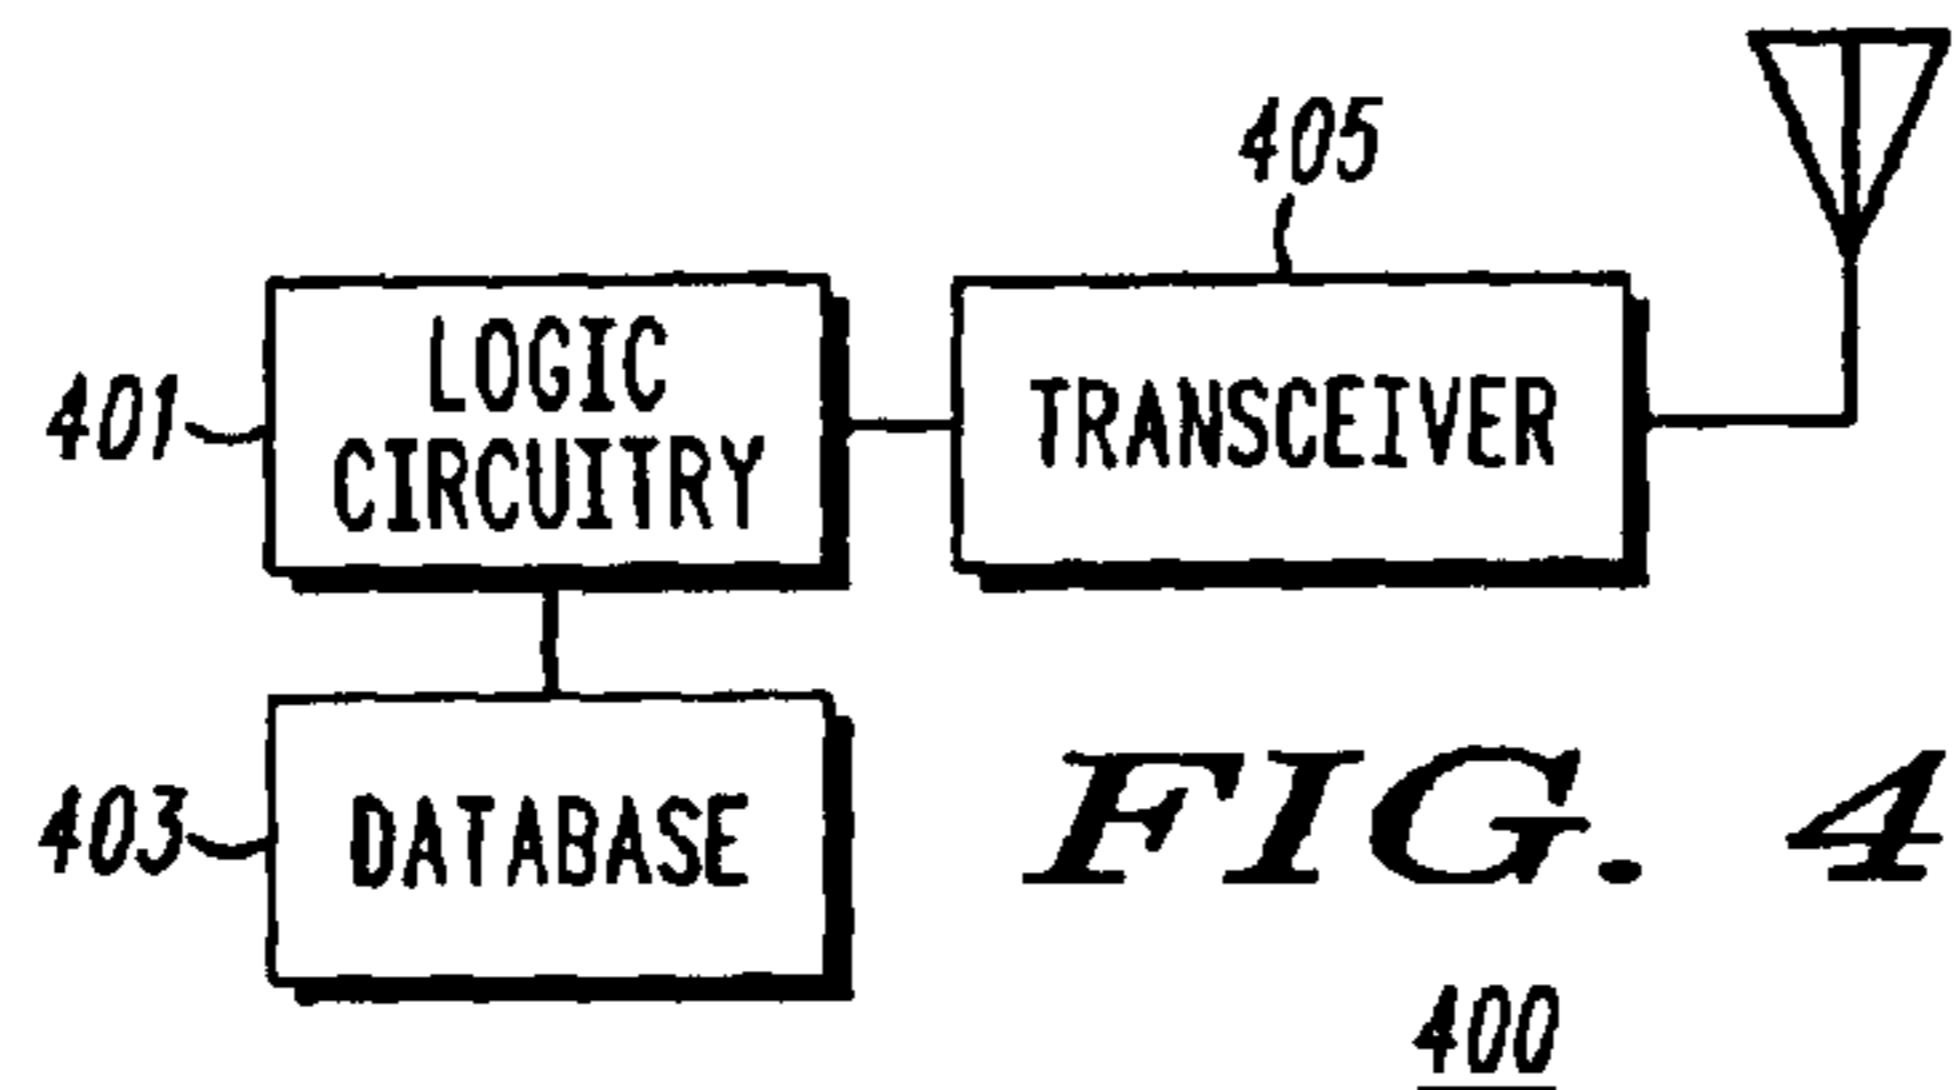 405
LOGIC
CIRCUITRY
TRANSCEIVER
401
DATABASE
403
FIG. 4
400